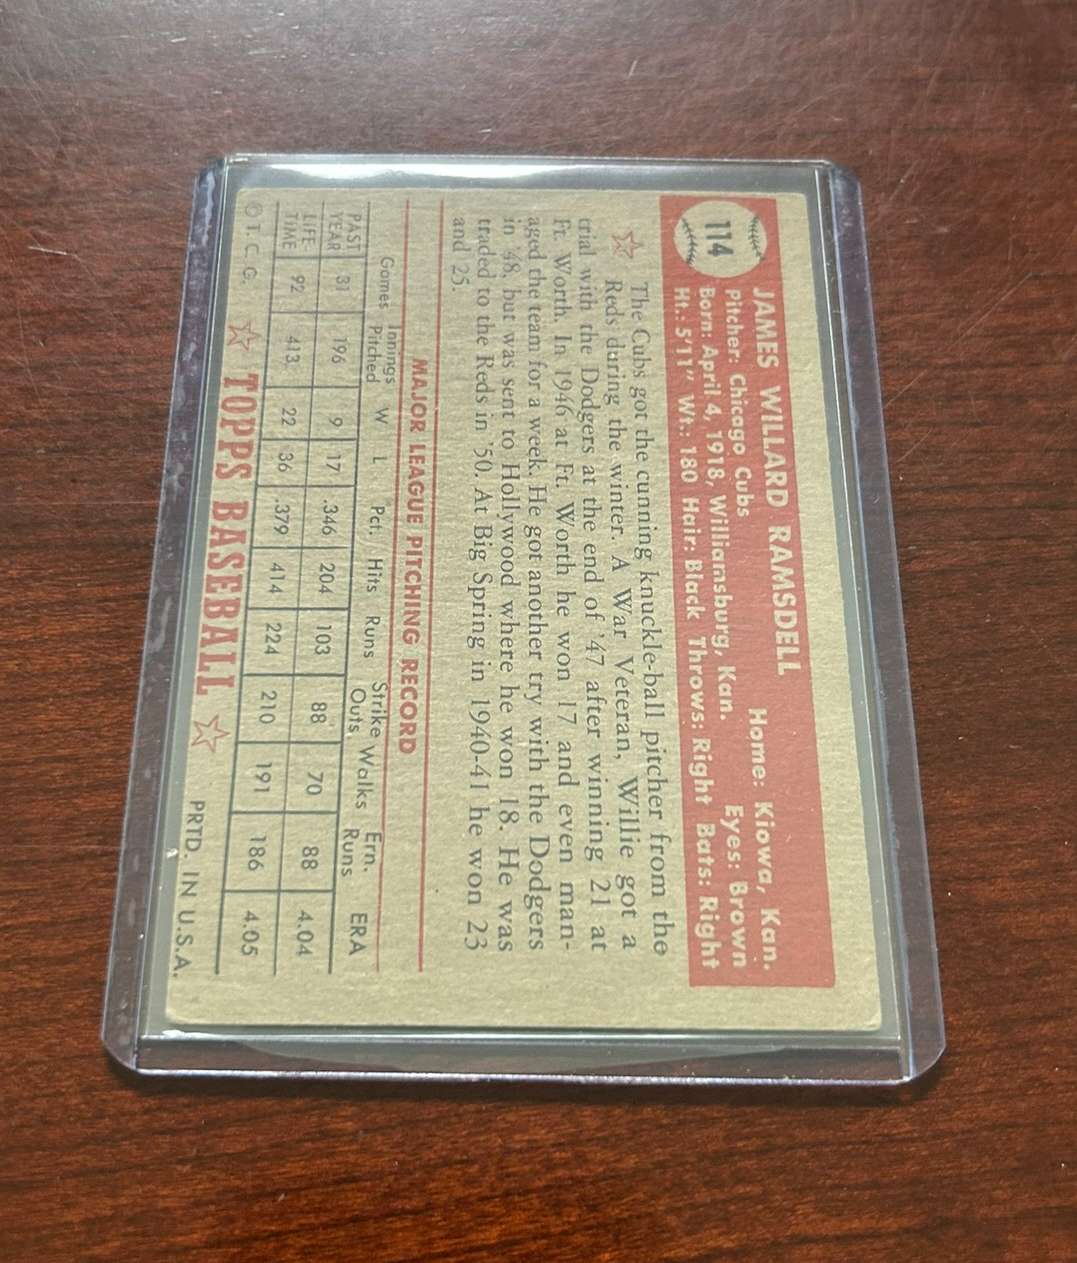 114
JAMES WILLARD RAMSDELL
Pitcher: Chicago Cubs Home: Kiowa, Kan.
Born: April 4, 1918, Williamsburg, Kan. Eyes: Brown
Ht.: 5'11" Wt.: 180 Hair: Black Throws: Right Bats: Right
The Cubs got the cunning knuckle-ball pitcher from the
Reds during the winter. A War Veteran, Willie got a
trial with the Dodgers at the end of '47 after winning 21 at
Ft. Worth. In 1946 at Ft. Worth he won 17 and even man-
aged the team for a week. He got another try with the Dodgers
in '48, but was sent to Hollywood where he won 18. He was
traded to the Reds in '50. At Big Spring in 1940-41 he won 23
and 25.
MAJOR LEAGUE PITCHING RECORD
Games Innings Pitched W L Pct. Hits Runs Strike Outs Walks Ern. Runs ERA
PAST YEAR 31 196 9 17 .346 204 103 88 70 88 4.04
LIFE-TIME 92 413 22 36 .379 414 224 210 191 186 4.05
© T. C. G. TOPPS BASEBALL PRTD. IN U.S.A.